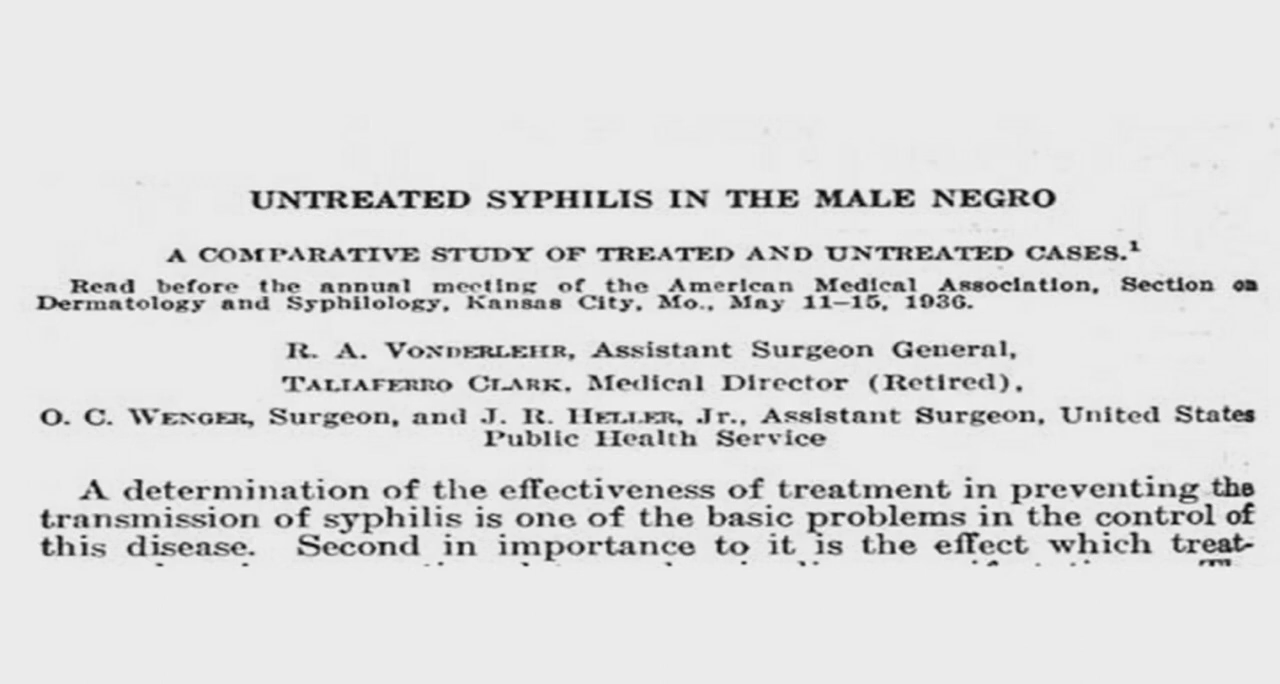 UNTREATED SYPHILIS IN THE MALE NEGRO
A COMPARATIVE STUDY OF TREATED AND UNTREATED CASES.¹
Read before the annual meeting of the American Medical Association, Section on
Dermatology and Syphilology, Kansas City, Mo., May 11–15, 1936.
R. A. VONDERLEHR, Assistant Surgeon General,
TALIAFERRO CLARK, Medical Director (Retired),
O. C. WENGER, Surgeon, and J. R. HELLER, Jr., Assistant Surgeon, United States
Public Health Service
A determination of the effectiveness of treatment in preventing the
transmission of syphilis is one of the basic problems in the control of
this disease. Second in importance to it is the effect which treat-